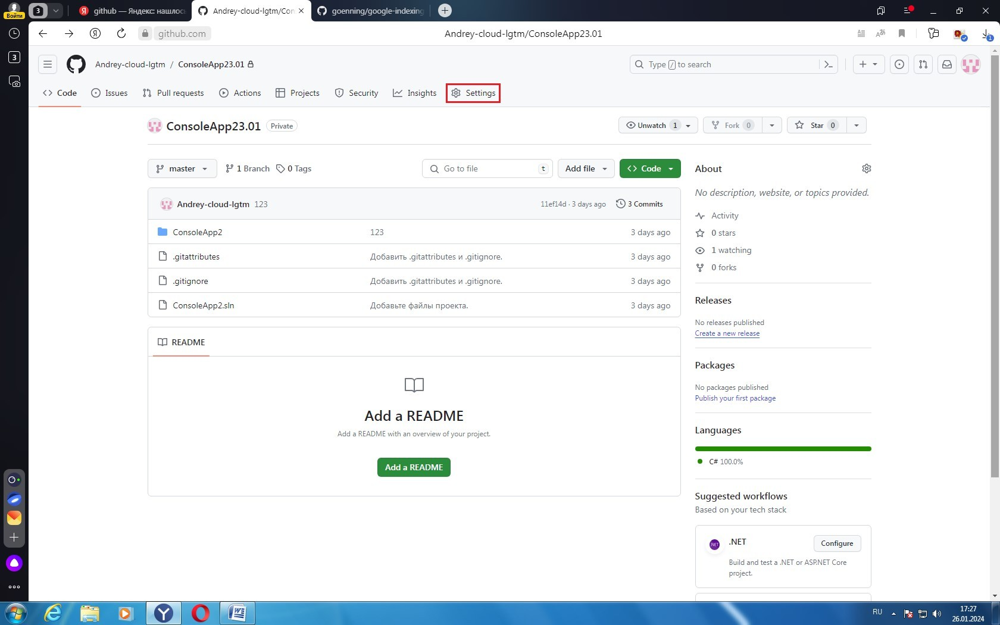 Войти
3
github — Яндекс: нашлос
Andrey-cloud-lgtm/Con
goenning/google-indexing
github.com
Andrey-cloud-lgtm/ConsoleApp23.01
1
3
Andrey-cloud-lgtm / ConsoleApp23.01
Type / to search
Code
Issues
Pull requests
Actions
Projects
Security
Insights
Settings
ConsoleApp23.01
Private
Unwatch 1
Fork 0
Star 0
master
1 Branch
0 Tags
Go to file
t
Add file
Code
Andrey-cloud-lgtm 123
11ef14d · 3 days ago
3 Commits
ConsoleApp2
123
3 days ago
.gitattributes
Добавить .gitattributes и .gitignore.
3 days ago
.gitignore
Добавить .gitattributes и .gitignore.
3 days ago
ConsoleApp2.sln
Добавьте файлы проекта.
3 days ago
README
Add a README
Add a README with an overview of your project.
Add a README
About
No description, website, or topics provided.
Activity
0 stars
1 watching
0 forks
Releases
No releases published
Create a new release
Packages
No packages published
Publish your first package
Languages
C# 100.0%
Suggested workflows
Based on your tech stack
.NET
.NET
Configure
Build and test a .NET or ASP.NET Core
project.
RU
17:27
26.01.2024